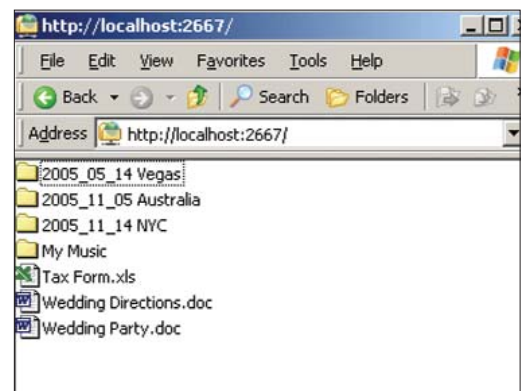 http://localhost:2667/
File Edit View Favorites Tools Help
Back Search Folders
Address http://localhost:2667/
2005_05_14 Vegas
2005_11_05 Australia
2005_11_14 NYC
My Music
Tax Form.xls
Wedding Directions.doc
Wedding Party.doc